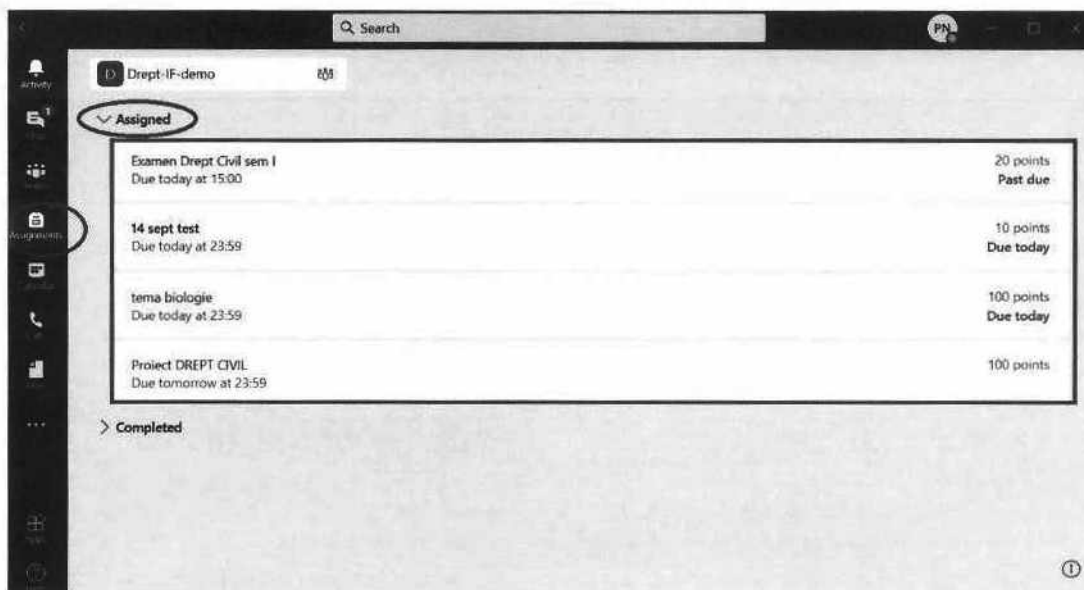 Search
PN
Activity
1
D Drept-IF-demo
Assigned
Examen Drept Civil sem I
Due today at 15:00
20 points
Past due
14 sept test
Due today at 23:59
10 points
Due today
Assignments
tema biologie
Due today at 23:59
100 points
Due today
Proiect DREPT CIVIL
Due tomorrow at 23:59
100 points
Completed